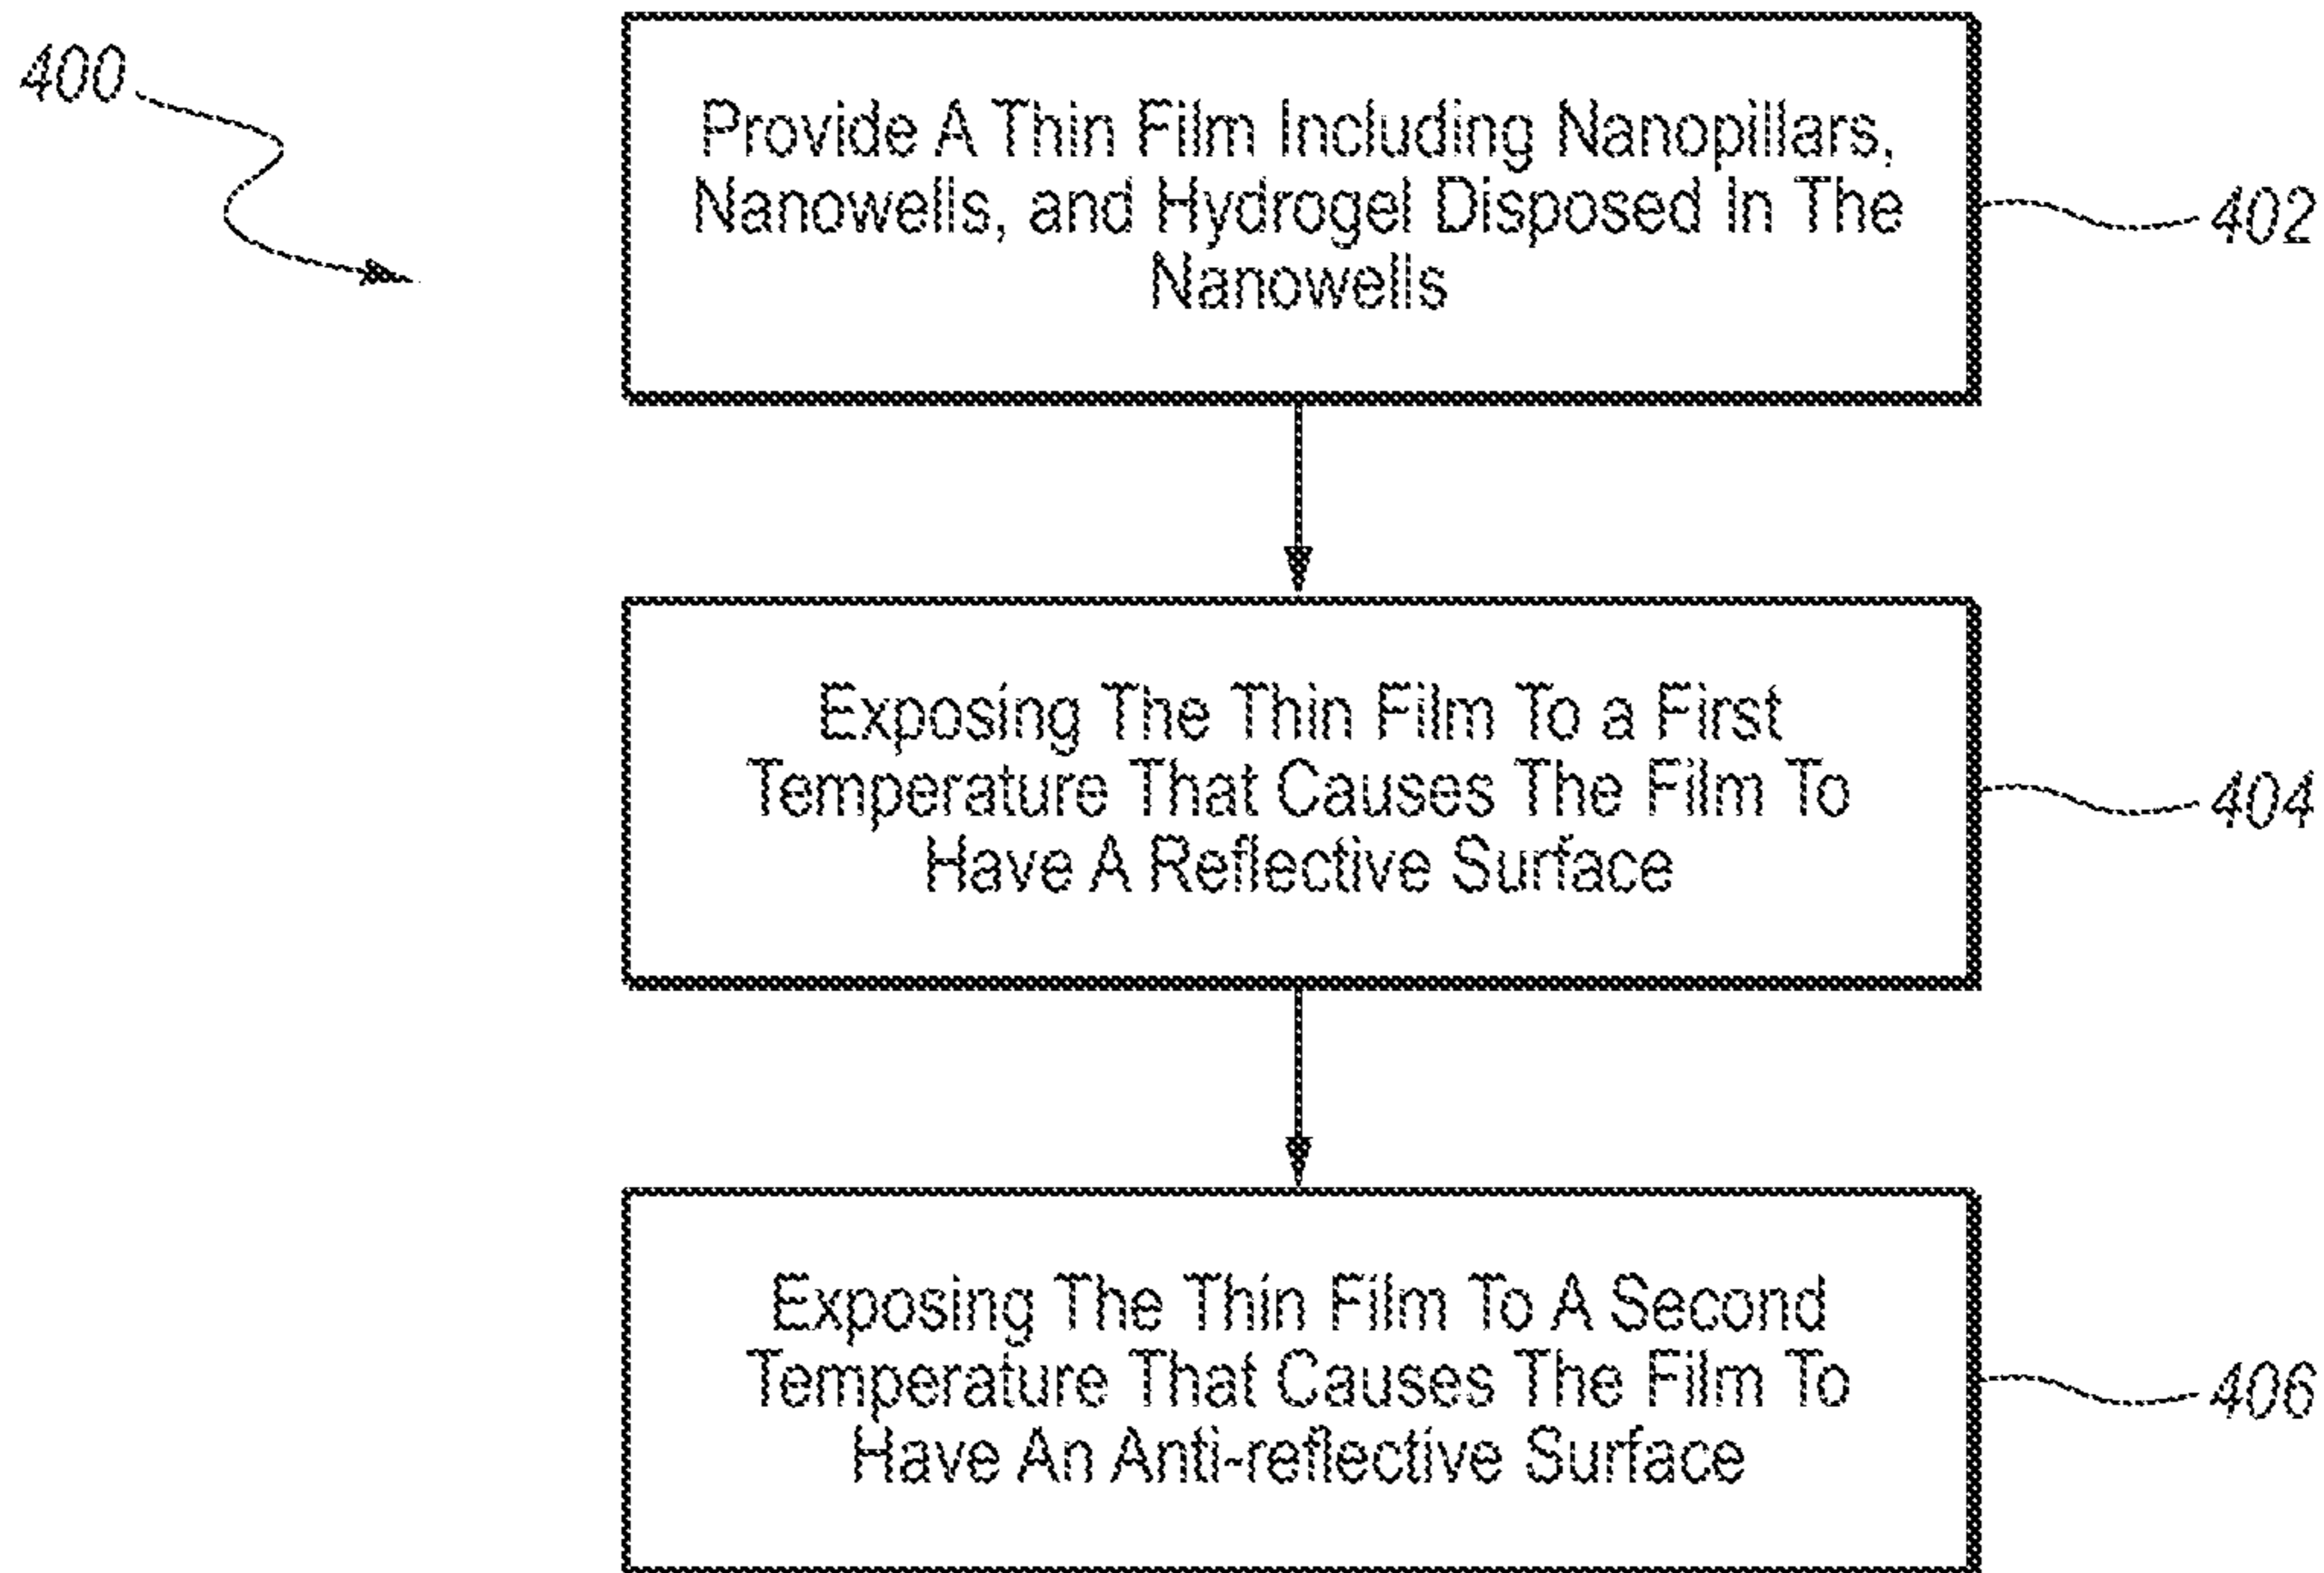 400
Provide A Thin Film Including Nanopillars,
Nanowells, and Hydrogel Disposed In The
Nanowells
402
Exposing The Thin Film To a First
Temperature That Causes The Film To
Have A Reflective Surface
404
Exposing The Thin Film To A Second
Temperature That Causes The Film To
Have An Anti-reflective Surface
406